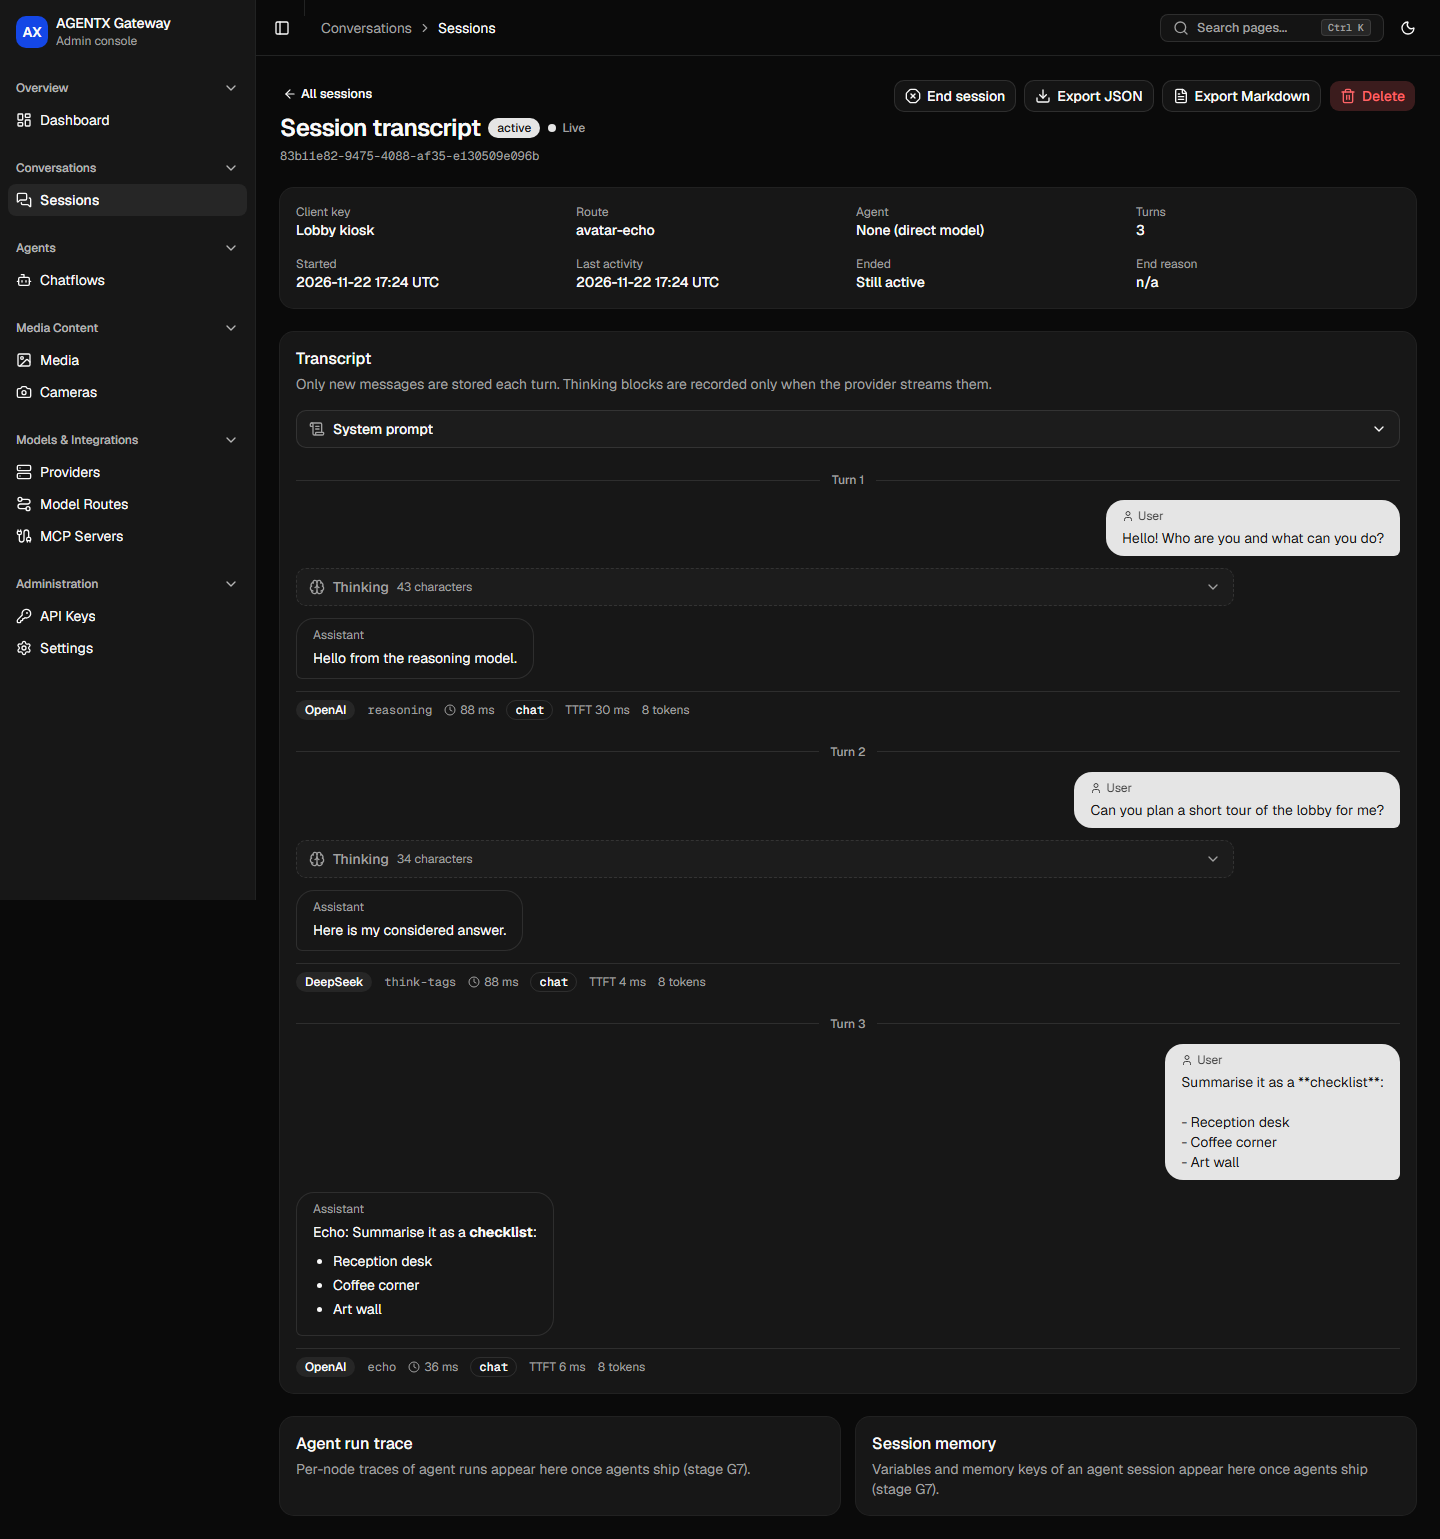 AX
AGENTX Gateway
Admin console
Overview
Dashboard
Conversations
Sessions
Agents
Chatflows
Media Content
Media
Cameras
Models & Integrations
Providers
Model Routes
MCP Servers
Administration
API Keys
Settings
Conversations > Sessions
Search pages... Ctrl K
← All sessions
End session Export JSON Export Markdown Delete
Session transcript active Live
83b11e82-9475-4088-af35-e130509e096b
Client key Route Agent Turns
Lobby kiosk avatar-echo None (direct model) 3
Started Last activity Ended End reason
2026-11-22 17:24 UTC 2026-11-22 17:24 UTC Still active n/a
Transcript
Only new messages are stored each turn. Thinking blocks are recorded only when the provider streams them.
System prompt
Turn 1
User
Hello! Who are you and what can you do?
Thinking 43 characters
Assistant
Hello from the reasoning model.
OpenAI reasoning 88 ms chat TTFT 30 ms 8 tokens
Turn 2
User
Can you plan a short tour of the lobby for me?
Thinking 34 characters
Assistant
Here is my considered answer.
DeepSeek think-tags 88 ms chat TTFT 4 ms 8 tokens
Turn 3
User
Summarise it as a **checklist**:
- Reception desk
- Coffee corner
- Art wall
Assistant
Echo: Summarise it as a checklist:
• Reception desk
• Coffee corner
• Art wall
OpenAI echo 36 ms chat TTFT 6 ms 8 tokens
Agent run trace
Per-node traces of agent runs appear here once agents ship (stage G7).
Session memory
Variables and memory keys of an agent session appear here once agents ship
(stage G7).